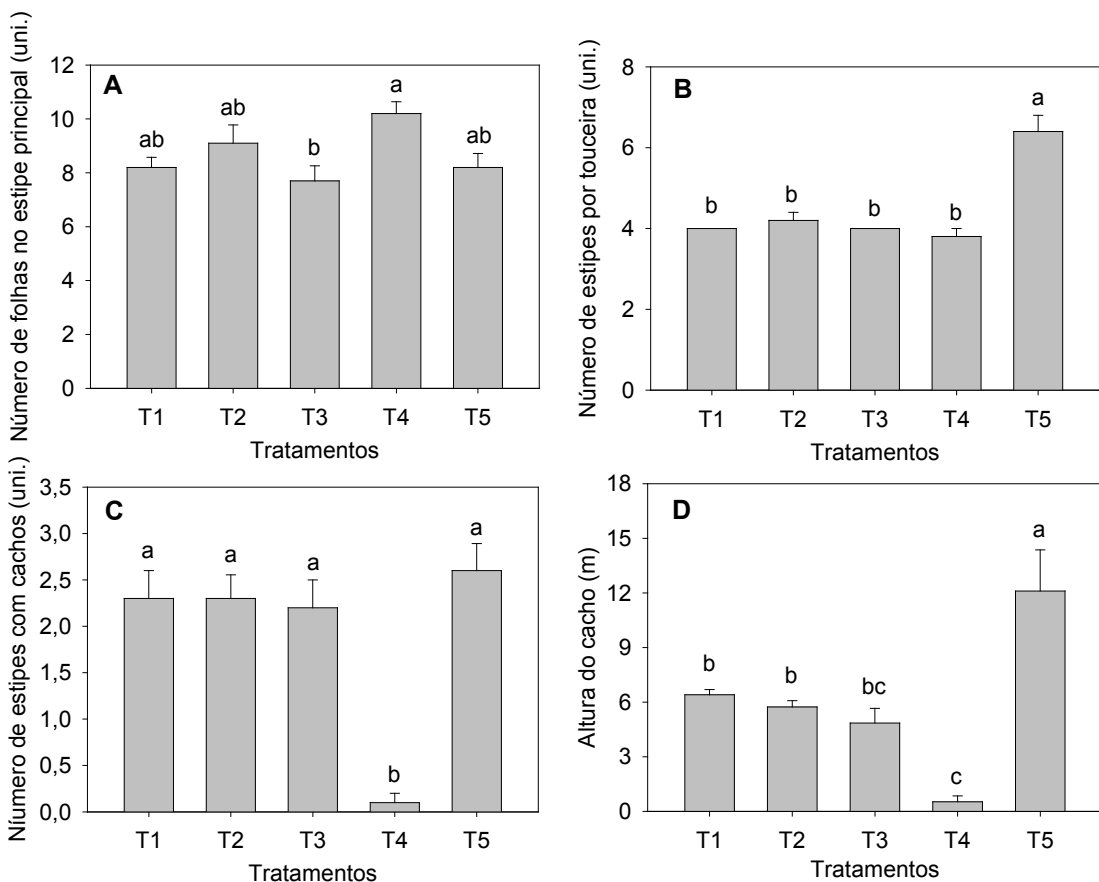 Número de folhas no estipe principal (uni.)
A
12
10
8
6
4
2
0
ab
ab
b
a
ab
T1
T2
T3
T4
T5
Tratamentos
Número de estipes por touceira (uni.)
B
8
6
4
2
0
b
b
b
b
a
T1
T2
T3
T4
T5
Tratamentos
Níumero de estipes com cachos (uni.)
C
3,5
3,0
2,5
2,0
1,5
1,0
0,5
0,0
a
a
a
b
a
T1
T2
T3
T4
T5
Tratamentos
Altura do cacho (m)
D
18
15
12
9
6
3
0
b
b
bc
c
a
T1
T2
T3
T4
T5
Tratamentos